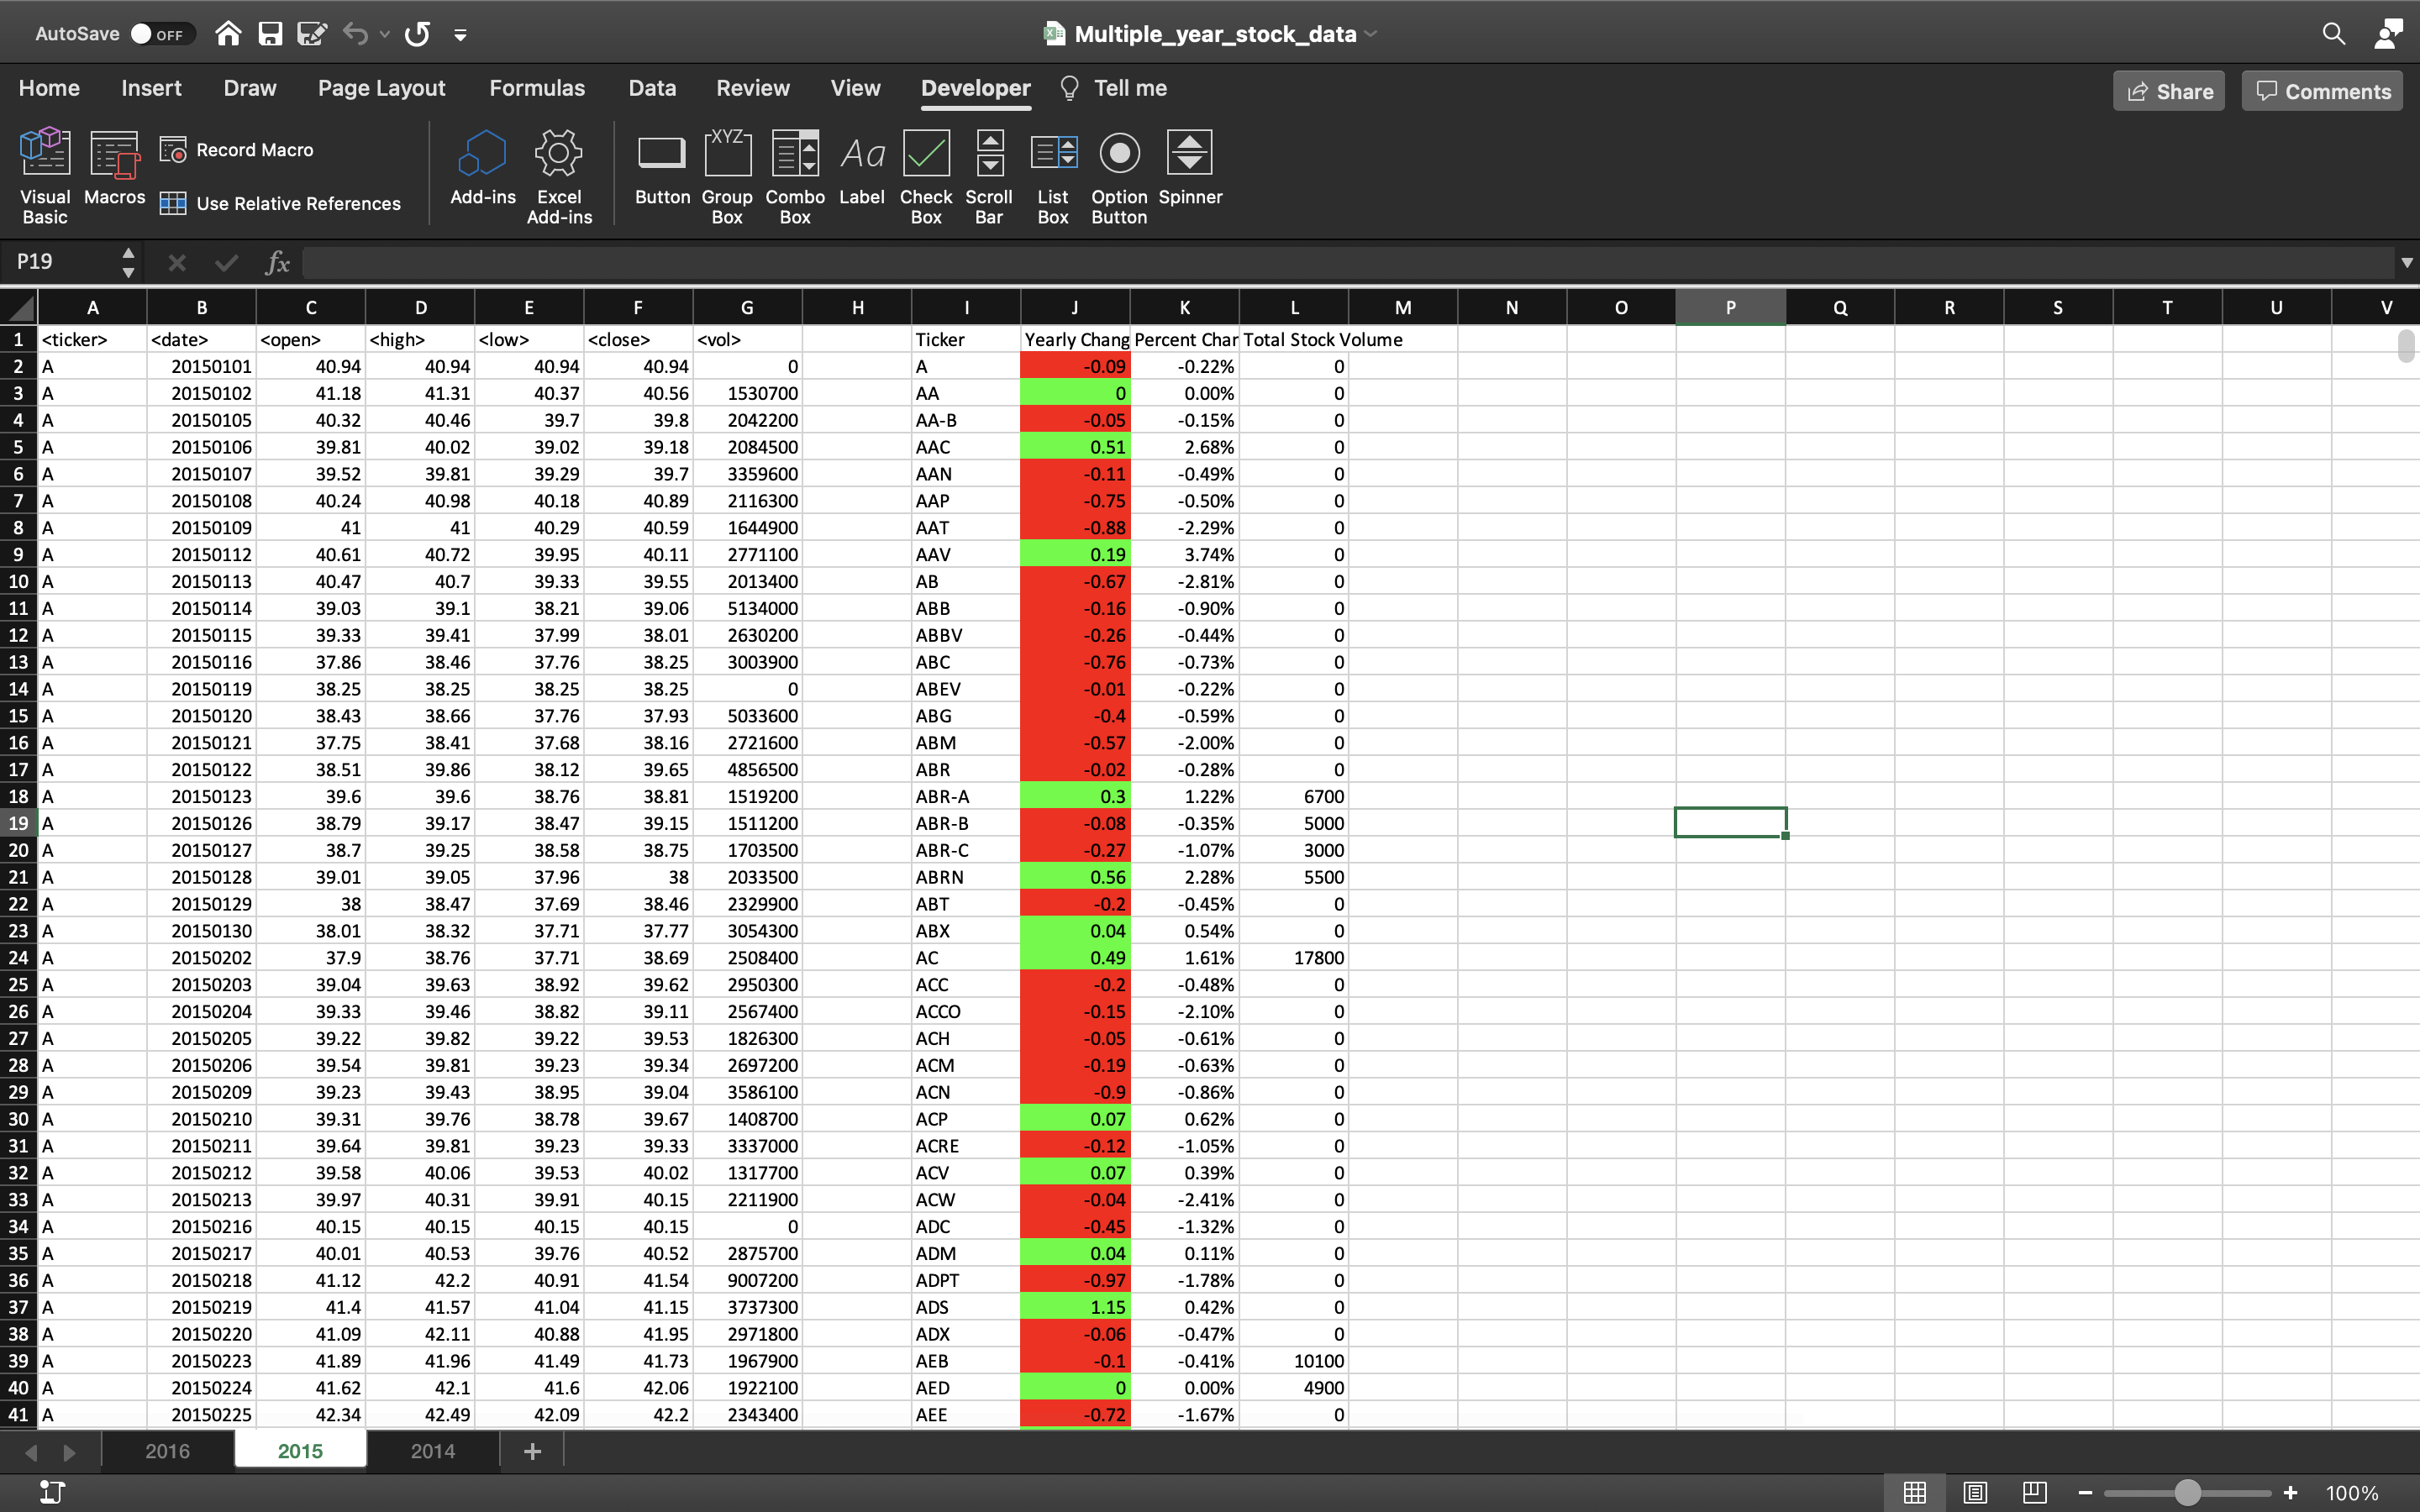 AutoSave OFF Multiple_year_stock_data
Home Insert Draw Page Layout Formulas Data Review View Developer Tell me Share Comments
Visual Basic Macros Record Macro Use Relative References Add-ins Excel Add-ins Button Group Box Combo Box Label Check Box Scroll Bar List Box Option Button Spinner
XYZ Aa
P19 fx
A B C D E F G H I J K L M N O P Q R S T U V
1 <ticker> <date> <open> <high> <low> <close> <vol> Ticker Yearly Chang Percent Char Total Stock Volume
2 A 20150101 40.94 40.94 40.94 40.94 0 A -0.09 -0.22% 0
3 A 20150102 41.18 41.31 40.37 40.56 1530700 AA 0 0.00% 0
4 A 20150105 40.32 40.46 39.7 39.8 2042200 AA-B -0.05 -0.15% 0
5 A 20150106 39.81 40.02 39.02 39.18 2084500 AAC 0.51 2.68% 0
6 A 20150107 39.52 39.81 39.29 39.7 3359600 AAN -0.11 -0.49% 0
7 A 20150108 40.24 40.98 40.18 40.89 2116300 AAP -0.75 -0.50% 0
8 A 20150109 41 41 40.29 40.59 1644900 AAT -0.88 -2.29% 0
9 A 20150112 40.61 40.72 39.95 40.11 2771100 AAV 0.19 3.74% 0
10 A 20150113 40.47 40.7 39.33 39.55 2013400 AB -0.67 -2.81% 0
11 A 20150114 39.03 39.1 38.21 39.06 5134000 ABB -0.16 -0.90% 0
12 A 20150115 39.33 39.41 37.99 38.01 2630200 ABBV -0.26 -0.44% 0
13 A 20150116 37.86 38.46 37.76 38.25 3003900 ABC -0.76 -0.73% 0
14 A 20150119 38.25 38.25 38.25 38.25 0 ABEV -0.01 -0.22% 0
15 A 20150120 38.43 38.66 37.76 37.93 5033600 ABG -0.4 -0.59% 0
16 A 20150121 37.75 38.41 37.68 38.16 2721600 ABM -0.57 -2.00% 0
17 A 20150122 38.51 39.86 38.12 39.65 4856500 ABR -0.02 -0.28% 0
18 A 20150123 39.6 39.6 38.76 38.81 1519200 ABR-A 0.3 1.22% 6700
19 A 20150126 38.79 39.17 38.47 39.15 1511200 ABR-B -0.08 -0.35% 5000
20 A 20150127 38.7 39.25 38.58 38.75 1703500 ABR-C -0.27 -1.07% 3000
21 A 20150128 39.01 39.05 37.96 38 2033500 ABRN 0.56 2.28% 5500
22 A 20150129 38 38.47 37.69 38.46 2329900 ABT -0.2 -0.45% 0
23 A 20150130 38.01 38.32 37.71 37.77 3054300 ABX 0.04 0.54% 0
24 A 20150202 37.9 38.76 37.71 38.69 2508400 AC 0.49 1.61% 17800
25 A 20150203 39.04 39.63 38.92 39.62 2950300 ACC -0.2 -0.48% 0
26 A 20150204 39.33 39.46 38.82 39.11 2567400 ACCO -0.15 -2.10% 0
27 A 20150205 39.22 39.82 39.22 39.53 1826300 ACH -0.05 -0.61% 0
28 A 20150206 39.54 39.81 39.23 39.34 2697200 ACM -0.19 -0.63% 0
29 A 20150209 39.23 39.43 38.95 39.04 3586100 ACN -0.9 -0.86% 0
30 A 20150210 39.31 39.76 38.78 39.67 1408700 ACP 0.07 0.62% 0
31 A 20150211 39.64 39.81 39.23 39.33 3337000 ACRE -0.12 -1.05% 0
32 A 20150212 39.58 40.06 39.53 40.02 1317700 ACV 0.07 0.39% 0
33 A 20150213 39.97 40.31 39.91 40.15 2211900 ACW -0.04 -2.41% 0
34 A 20150216 40.15 40.15 40.15 40.15 0 ADC -0.45 -1.32% 0
35 A 20150217 40.01 40.53 39.76 40.52 2875700 ADM 0.04 0.11% 0
36 A 20150218 41.12 42.2 40.91 41.54 9007200 ADPT -0.97 -1.78% 0
37 A 20150219 41.4 41.57 41.04 41.15 3737300 ADS 1.15 0.42% 0
38 A 20150220 41.09 42.11 40.88 41.95 2971800 ADX -0.06 -0.47% 0
39 A 20150223 41.89 41.96 41.49 41.73 1967900 AEB -0.1 -0.41% 10100
40 A 20150224 41.62 42.1 41.6 42.06 1922100 AED 0 0.00% 4900
41 A 20150225 42.34 42.49 42.09 42.2 2343400 AEE -0.72 -1.67% 0
2016 2015 2014 +
100%